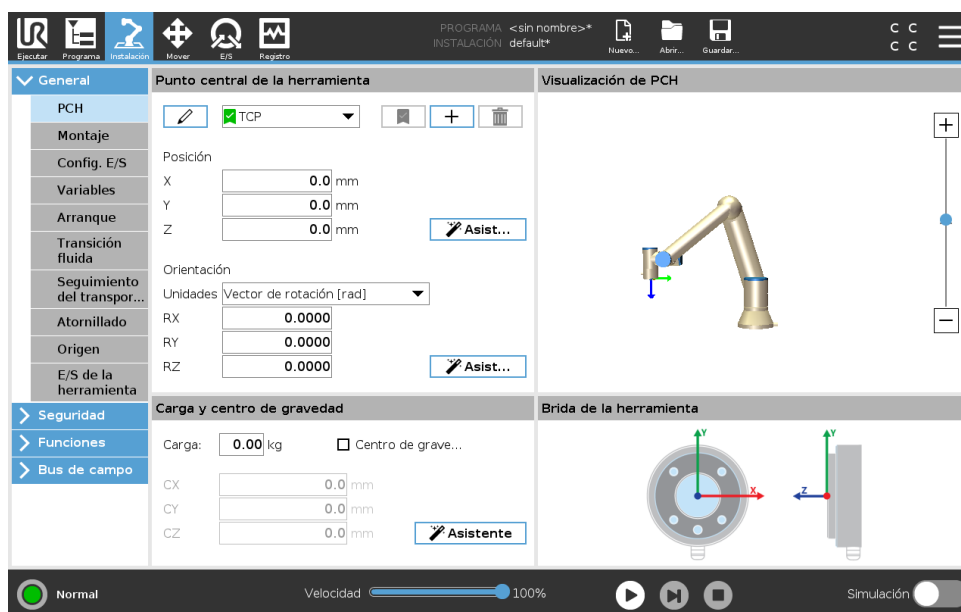 PROGRAMA <sin nombre>*
INSTALACIÓN default*
Ejecutar
Programa
Instalación
Mover
E/S
Registro
Nuevo...
Abrir...
Guardar...
C C
C C
General
PCH
Montaje
Config. E/S
Variables
Arranque
Transición
fluida
Seguimiento
del transpor...
Atornillado
Origen
E/S de la
herramienta
Seguridad
Funciones
Bus de campo
Punto central de la herramienta
TCP
Posición
X 0.0 mm
Y 0.0 mm
Z 0.0 mm
Asist...
Orientación
Unidades Vector de rotación [rad]
RX 0.0000
RY 0.0000
RZ 0.0000
Asist...
Carga y centro de gravedad
Carga: 0.00 kg
Centro de grave...
CX 0.0 mm
CY 0.0 mm
CZ 0.0 mm
Asistente
Visualización de PCH
Brida de la herramienta
Y
X
Y
Z
Normal
Velocidad 100%
Simulación